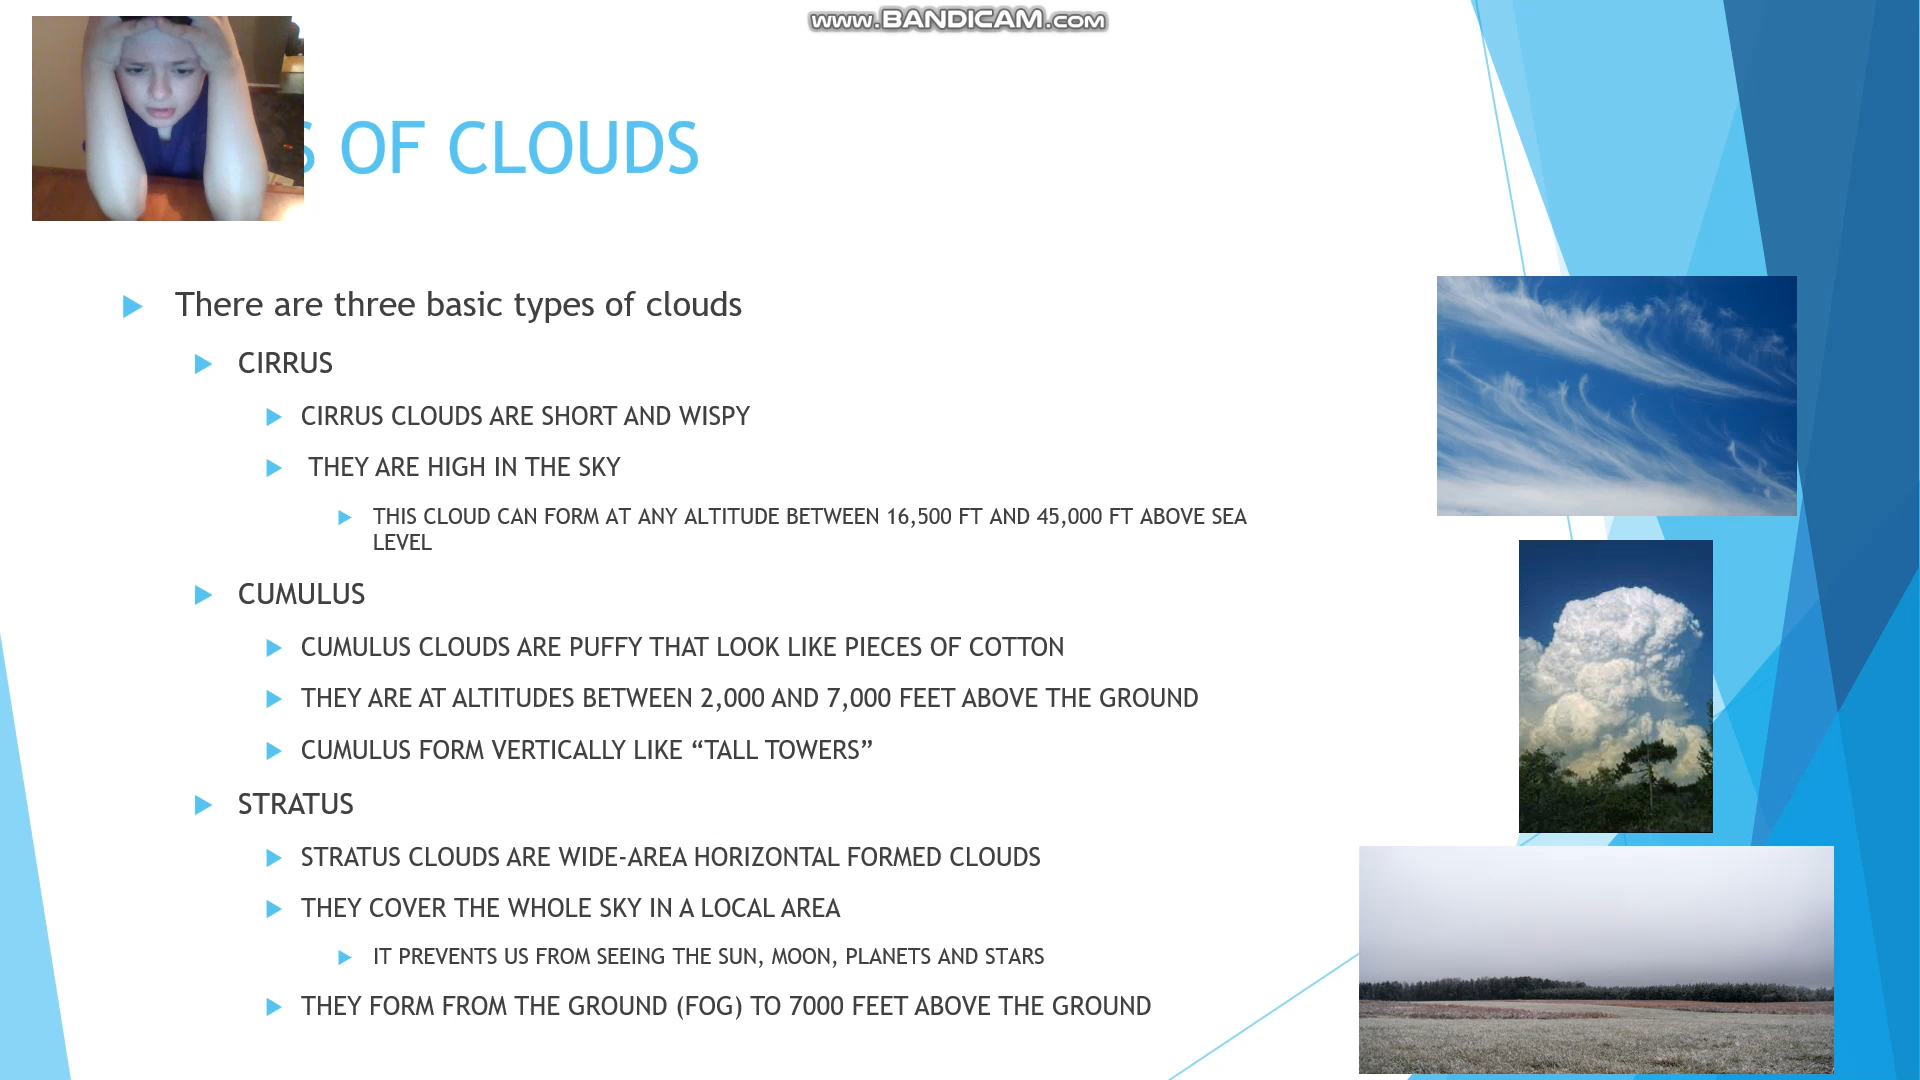 www.BANDICAM.com
S OF CLOUDS
There are three basic types of clouds
CIRRUS
CIRRUS CLOUDS ARE SHORT AND WISPY
THEY ARE HIGH IN THE SKY
THIS CLOUD CAN FORM AT ANY ALTITUDE BETWEEN 16,500 FT AND 45,000 FT ABOVE SEA
LEVEL
CUMULUS
CUMULUS CLOUDS ARE PUFFY THAT LOOK LIKE PIECES OF COTTON
THEY ARE AT ALTITUDES BETWEEN 2,000 AND 7,000 FEET ABOVE THE GROUND
CUMULUS FORM VERTICALLY LIKE “TALL TOWERS”
STRATUS
STRATUS CLOUDS ARE WIDE-AREA HORIZONTAL FORMED CLOUDS
THEY COVER THE WHOLE SKY IN A LOCAL AREA
IT PREVENTS US FROM SEEING THE SUN, MOON, PLANETS AND STARS
THEY FORM FROM THE GROUND (FOG) TO 7000 FEET ABOVE THE GROUND